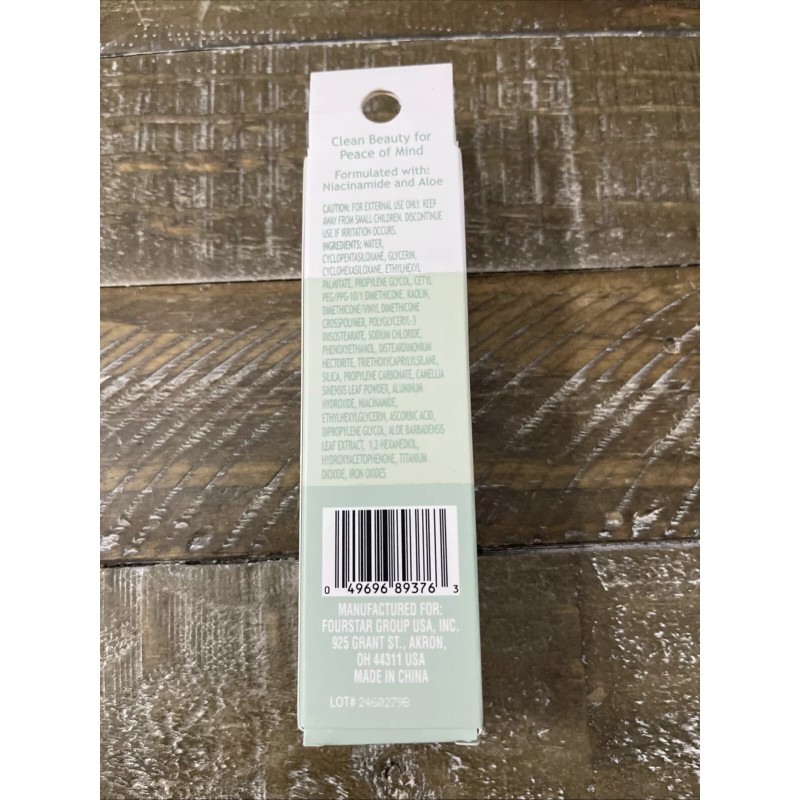 Clean Beauty for
Peace of Mind
Formulated with:
Niacinamide and Aloe
CAUTION: FOR EXTERNAL USE ONLY. KEEP
AWAY FROM SMALL CHILDREN. DISCONTINUE
USE IF IRRITATION OCCURS.
INGREDIENTS: WATER,
CYCLOPENTASILOXANE, GLYCERIN,
CYCLOHEXASILOXANE, ETHYLHEXYL
PALMITATE, PROPYLENE GLYCOL, CETYL
PEG/PPG-10/1 DIMETHICONE, KAOLIN,
DIMETHICONE/VINYL DIMETHICONE
CROSSPOLYMER, POLYGLYCERYL-3
DIISOSTEARATE, SODIUM CHLORIDE,
PHENOXYETHANOL, DISTEARDIMONIUM
HECTORITE, TRIETHOXYCAPRYLYLSILANE,
SILICA, PROPYLENE CARBONATE, CAMELLIA
SINENSIS LEAF POWDER, ALUMINUM
HYDROXIDE, NIACINAMIDE,
ETHYLHEXYLGLYCERIN, ASCORBIC ACID,
DIPROPYLENE GLYCOL, ALOE BARBADENSIS
LEAF EXTRACT, 1,2-HEXANEDIOL,
HYDROXYACETOPHENONE, TITANIUM
DIOXIDE, IRON OXIDES
0 49696 89376 3
MANUFACTURED FOR:
FOURSTAR GROUP USA, INC.
925 GRANT ST., AKRON,
OH 44311 USA
MADE IN CHINA
LOT# 2460279B